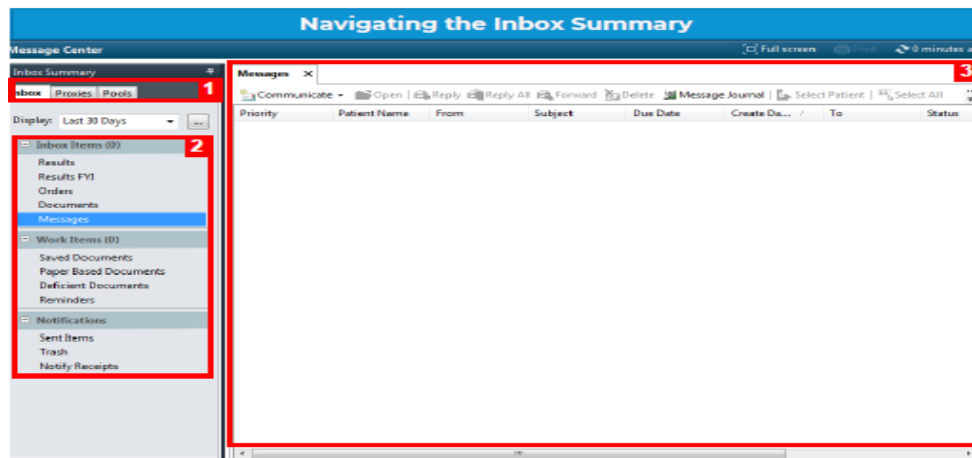 Navigating the Inbox Summary
Message Center
Full screen Print 0 minutes a
Inbox Summary
Messages ×
3
Inbox Proxies Pools
1
Communicate Open Reply Reply All Forward Delete Message Journal Select Patient Select All
Display: Last 30 Days ...
Priority Patient Name From Subject Due Date Create Da... To Status
2
Inbox Items (0)
Results
Results FYI
Orders
Documents
Messages
Work Items (0)
Saved Documents
Paper Based Documents
Deficient Documents
Reminders
Notifications
Sent Items
Trash
Notify Receipts